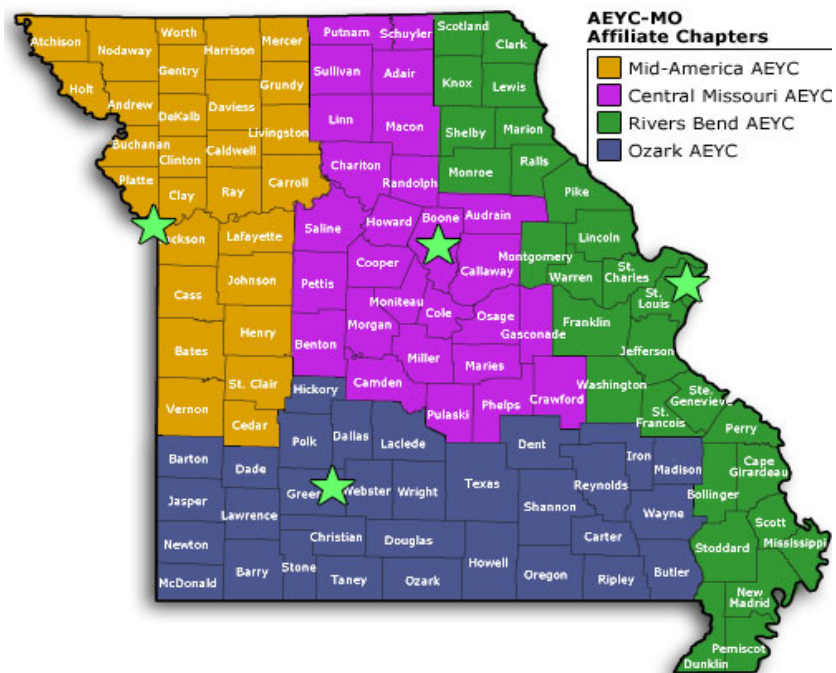 AEYC-MO
Affiliate Chapters
Mid-America AEYC
Central Missouri AEYC
Rivers Bend AEYC
Ozark AEYC
Atchison
Nodaway
Worth
Harrison
Mercer
Putnam
Schuyler
Scotland
Clark
Gentry
Holt
Andrew
DeKalb
Daviess
Grundy
Sullivan
Adair
Knox
Lewis
Buchanan
Clinton
Caldwell
Livingston
Linn
Macon
Shelby
Marion
Platte
Clay
Ray
Carroll
Chariton
Randolph
Monroe
Ralls
Pike
Jackson
Lafayette
Saline
Howard
Boone
Audrain
Lincoln
Montgomery
Warren
St.
Charles
St.
Louis
Johnson
Cass
Pettis
Cooper
Callaway
Moniteau
Cole
Osage
Gasconade
Franklin
Jefferson
Henry
Bates
Benton
Morgan
Miller
Maries
St. Clair
Hickory
Camden
Pulaski
Phelps
Crawford
Washington
Ste.
Genevieve
St.
Francois
Perry
Vernon
Cedar
Polk
Dallas
Laclede
Dent
Iron
Madison
Cape
Girardeau
Bollinger
Barton
Dade
Green
Webster
Wright
Texas
Reynolds
Shannon
Wayne
Scott
Mississippi
Stoddard
Jasper
Lawrence
Christian
Douglas
Carter
Newton
McDonald
Barry
Stone
Taney
Ozark
Howell
Oregon
Ripley
Butler
New
Madrid
Pemiscot
Dunklin